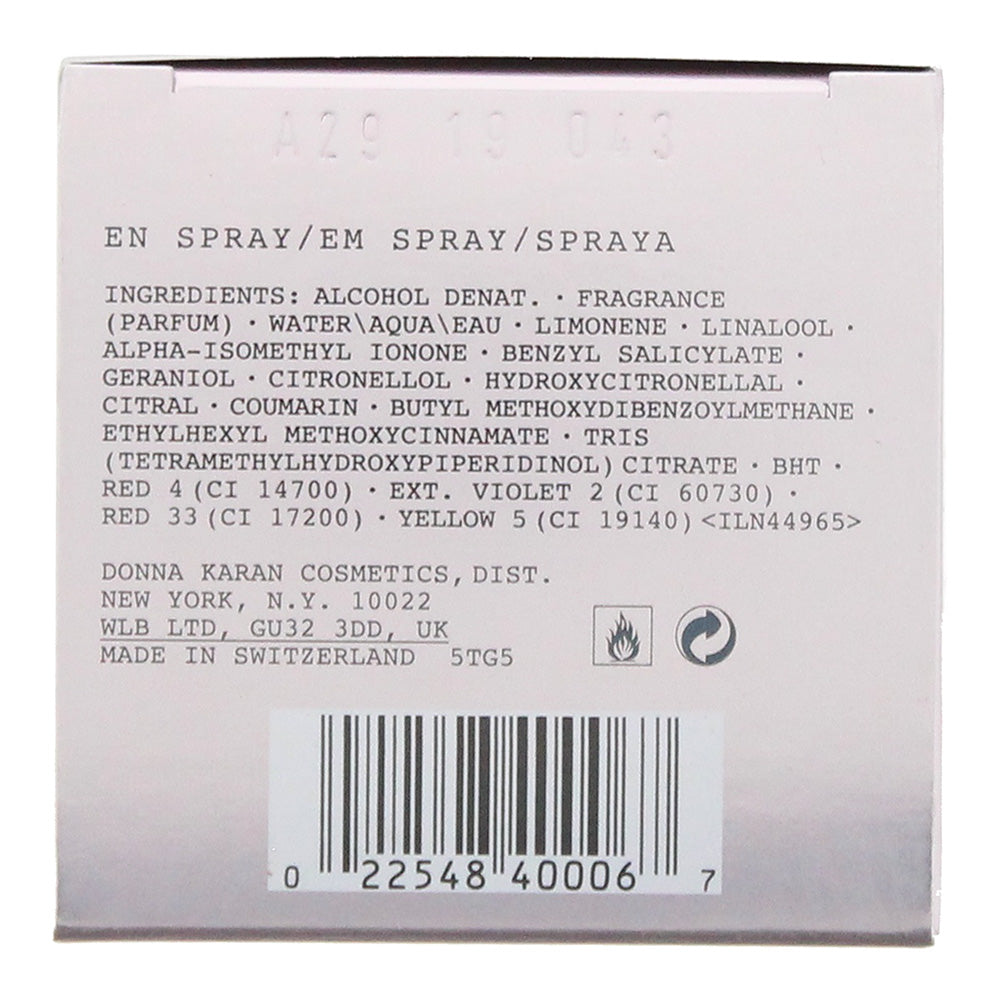 A29 19 043
EN SPRAY/EM SPRAY/SPRAYA
INGREDIENTS: ALCOHOL DENAT. · FRAGRANCE
(PARFUM) · WATER\AQUA\EAU · LIMONENE · LINALOOL ·
ALPHA-ISOMETHYL IONONE · BENZYL SALICYLATE ·
GERANIOL · CITRONELLOL · HYDROXYCITRONELLAL ·
CITRAL · COUMARIN · BUTYL METHOXYDIBENZOYLMETHANE ·
ETHYLHEXYL METHOXYCINNAMATE · TRIS
(TETRAMETHYLHYDROXYPIPERIDINOL) CITRATE · BHT ·
RED 4 (CI 14700) · EXT. VIOLET 2 (CI 60730) ·
RED 33 (CI 17200) · YELLOW 5 (CI 19140) <ILN44965>
DONNA KARAN COSMETICS, DIST.
NEW YORK, N.Y. 10022
WLB LTD, GU32 3DD, UK
MADE IN SWITZERLAND 5TG5
0 22548 40006 7